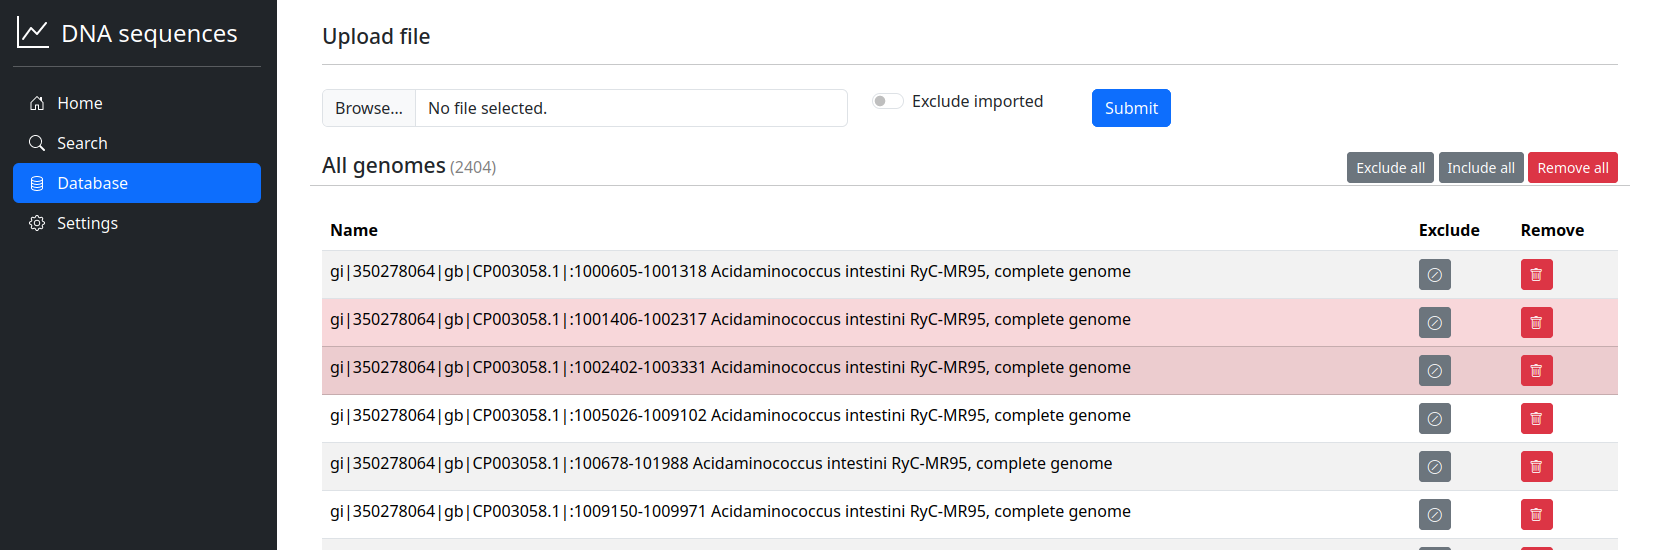 DNA sequences
Home
Search
Database
Settings
Upload file
Browse... No file selected. Exclude imported Submit
All genomes (2404) Exclude all Include all Remove all
Name Exclude Remove
gi|350278064|gb|CP003058.1|:1000605-1001318 Acidaminococcus intestini RyC-MR95, complete genome
gi|350278064|gb|CP003058.1|:1001406-1002317 Acidaminococcus intestini RyC-MR95, complete genome
gi|350278064|gb|CP003058.1|:1002402-1003331 Acidaminococcus intestini RyC-MR95, complete genome
gi|350278064|gb|CP003058.1|:1005026-1009102 Acidaminococcus intestini RyC-MR95, complete genome
gi|350278064|gb|CP003058.1|:100678-101988 Acidaminococcus intestini RyC-MR95, complete genome
gi|350278064|gb|CP003058.1|:1009150-1009971 Acidaminococcus intestini RyC-MR95, complete genome